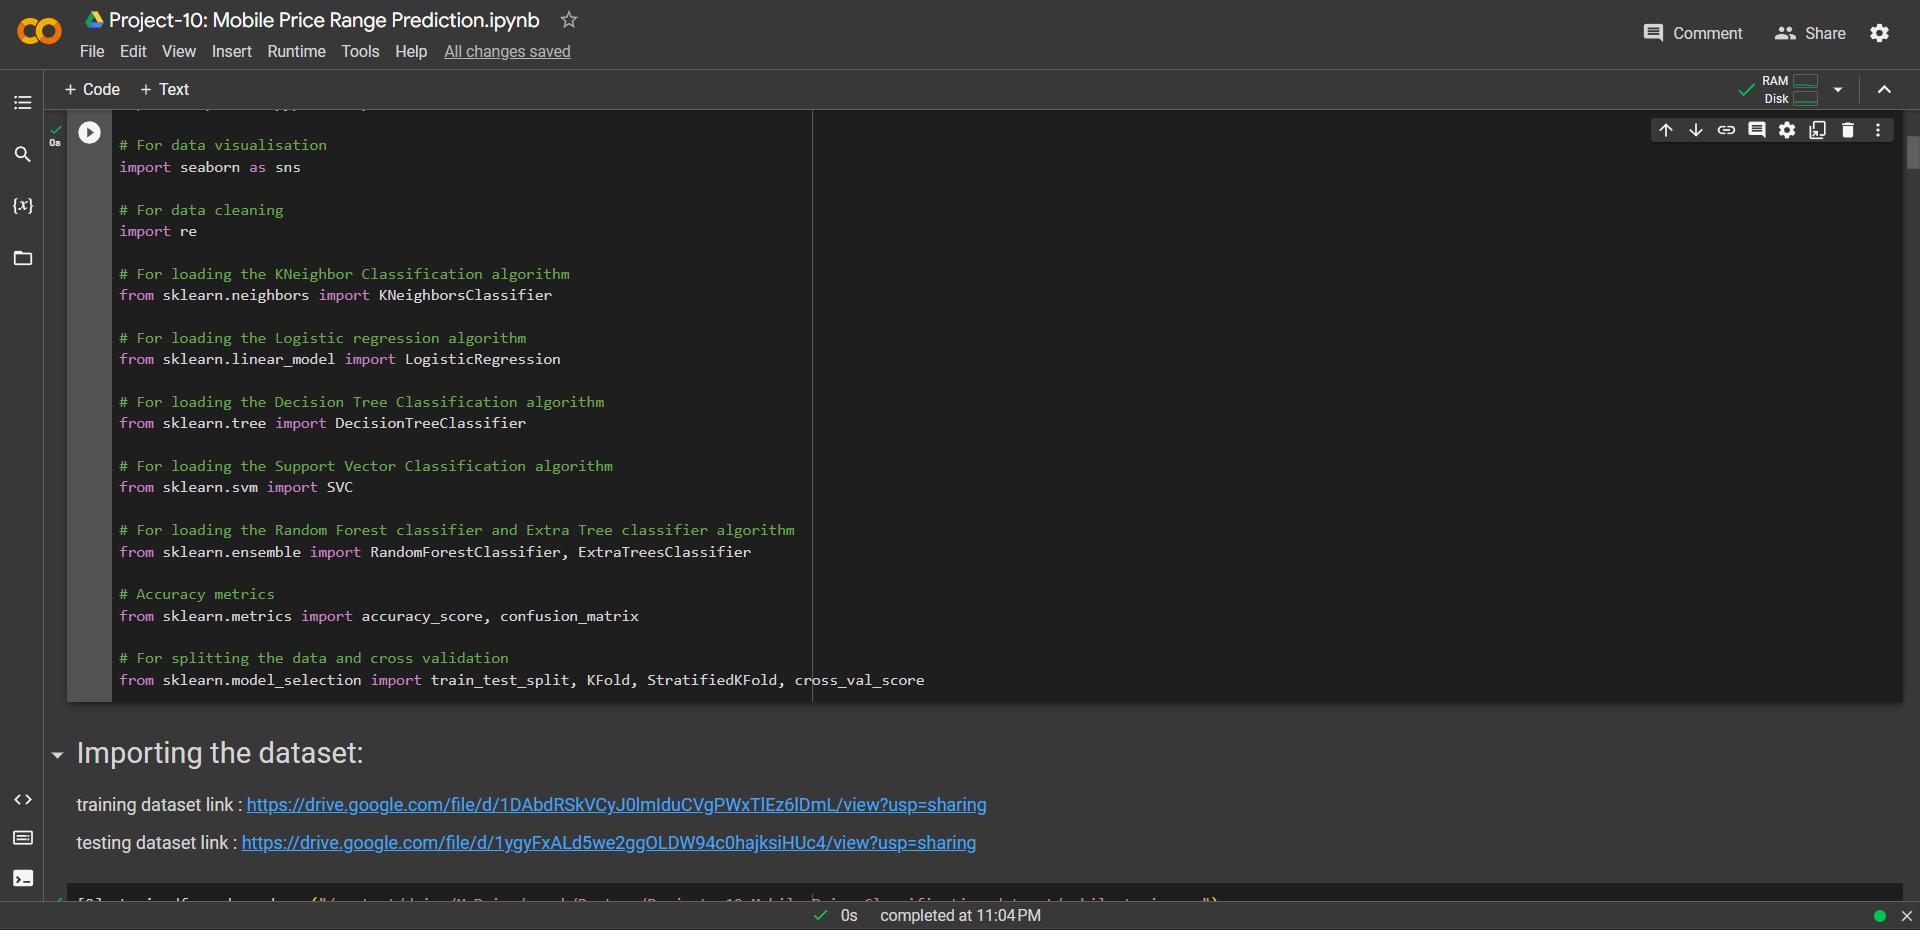 Project-10: Mobile Price Range Prediction.ipynb
File Edit View Insert Runtime Tools Help All changes saved
Comment Share
+ Code + Text
RAM
Disk
0s
# For data visualisation
import seaborn as sns
# For data cleaning
import re
# For loading the KNeighbor Classification algorithm
from sklearn.neighbors import KNeighborsClassifier
# For loading the Logistic regression algorithm
from sklearn.linear_model import LogisticRegression
# For loading the Decision Tree Classification algorithm
from sklearn.tree import DecisionTreeClassifier
# For loading the Support Vector Classification algorithm
from sklearn.svm import SVC
# For loading the Random Forest classifier and Extra Tree classifier algorithm
from sklearn.ensemble import RandomForestClassifier, ExtraTreesClassifier
# Accuracy metrics
from sklearn.metrics import accuracy_score, confusion_matrix
# For splitting the data and cross validation
from sklearn.model_selection import train_test_split, KFold, StratifiedKFold, cross_val_score
Importing the dataset:
training dataset link : https://drive.google.com/file/d/1DAbdRSkVCyJ0lmIduCVgPWxTlEz6lDmL/view?usp=sharing
testing dataset link : https://drive.google.com/file/d/1ygyFxALd5we2ggOLDW94c0hajksiHUc4/view?usp=sharing
0s completed at 11:04 PM